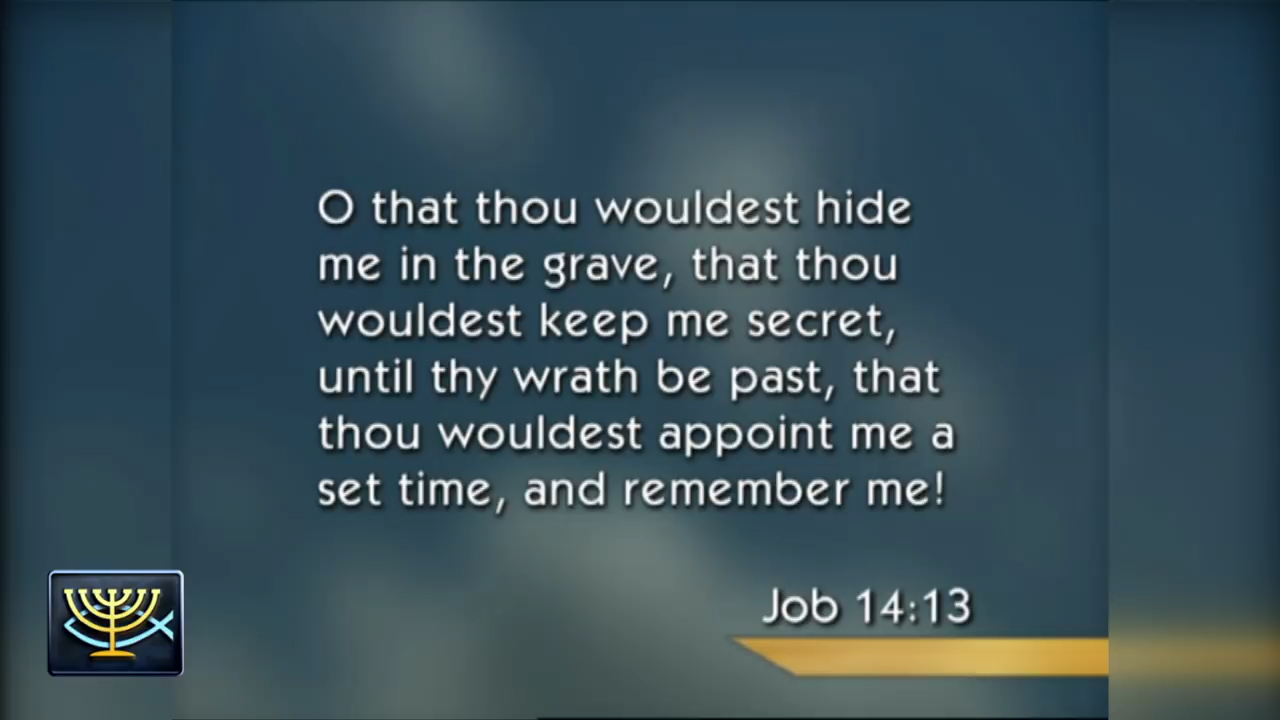 O that thou wouldest hide
me in the grave, that thou
wouldest keep me secret,
until thy wrath be past, that
thou wouldest appoint me a
set time, and remember me!
Job 14:13